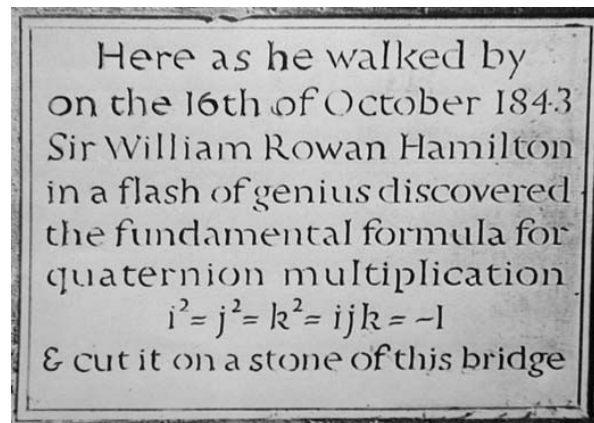 Here as he walked by
on the 16th of October 1843
Sir William Rowan Hamilton
in a flash of genius discovered
the fundamental formula for
quaternion multiplication
i² = j² = k² = ijk = −1
& cut it on a stone of this bridge